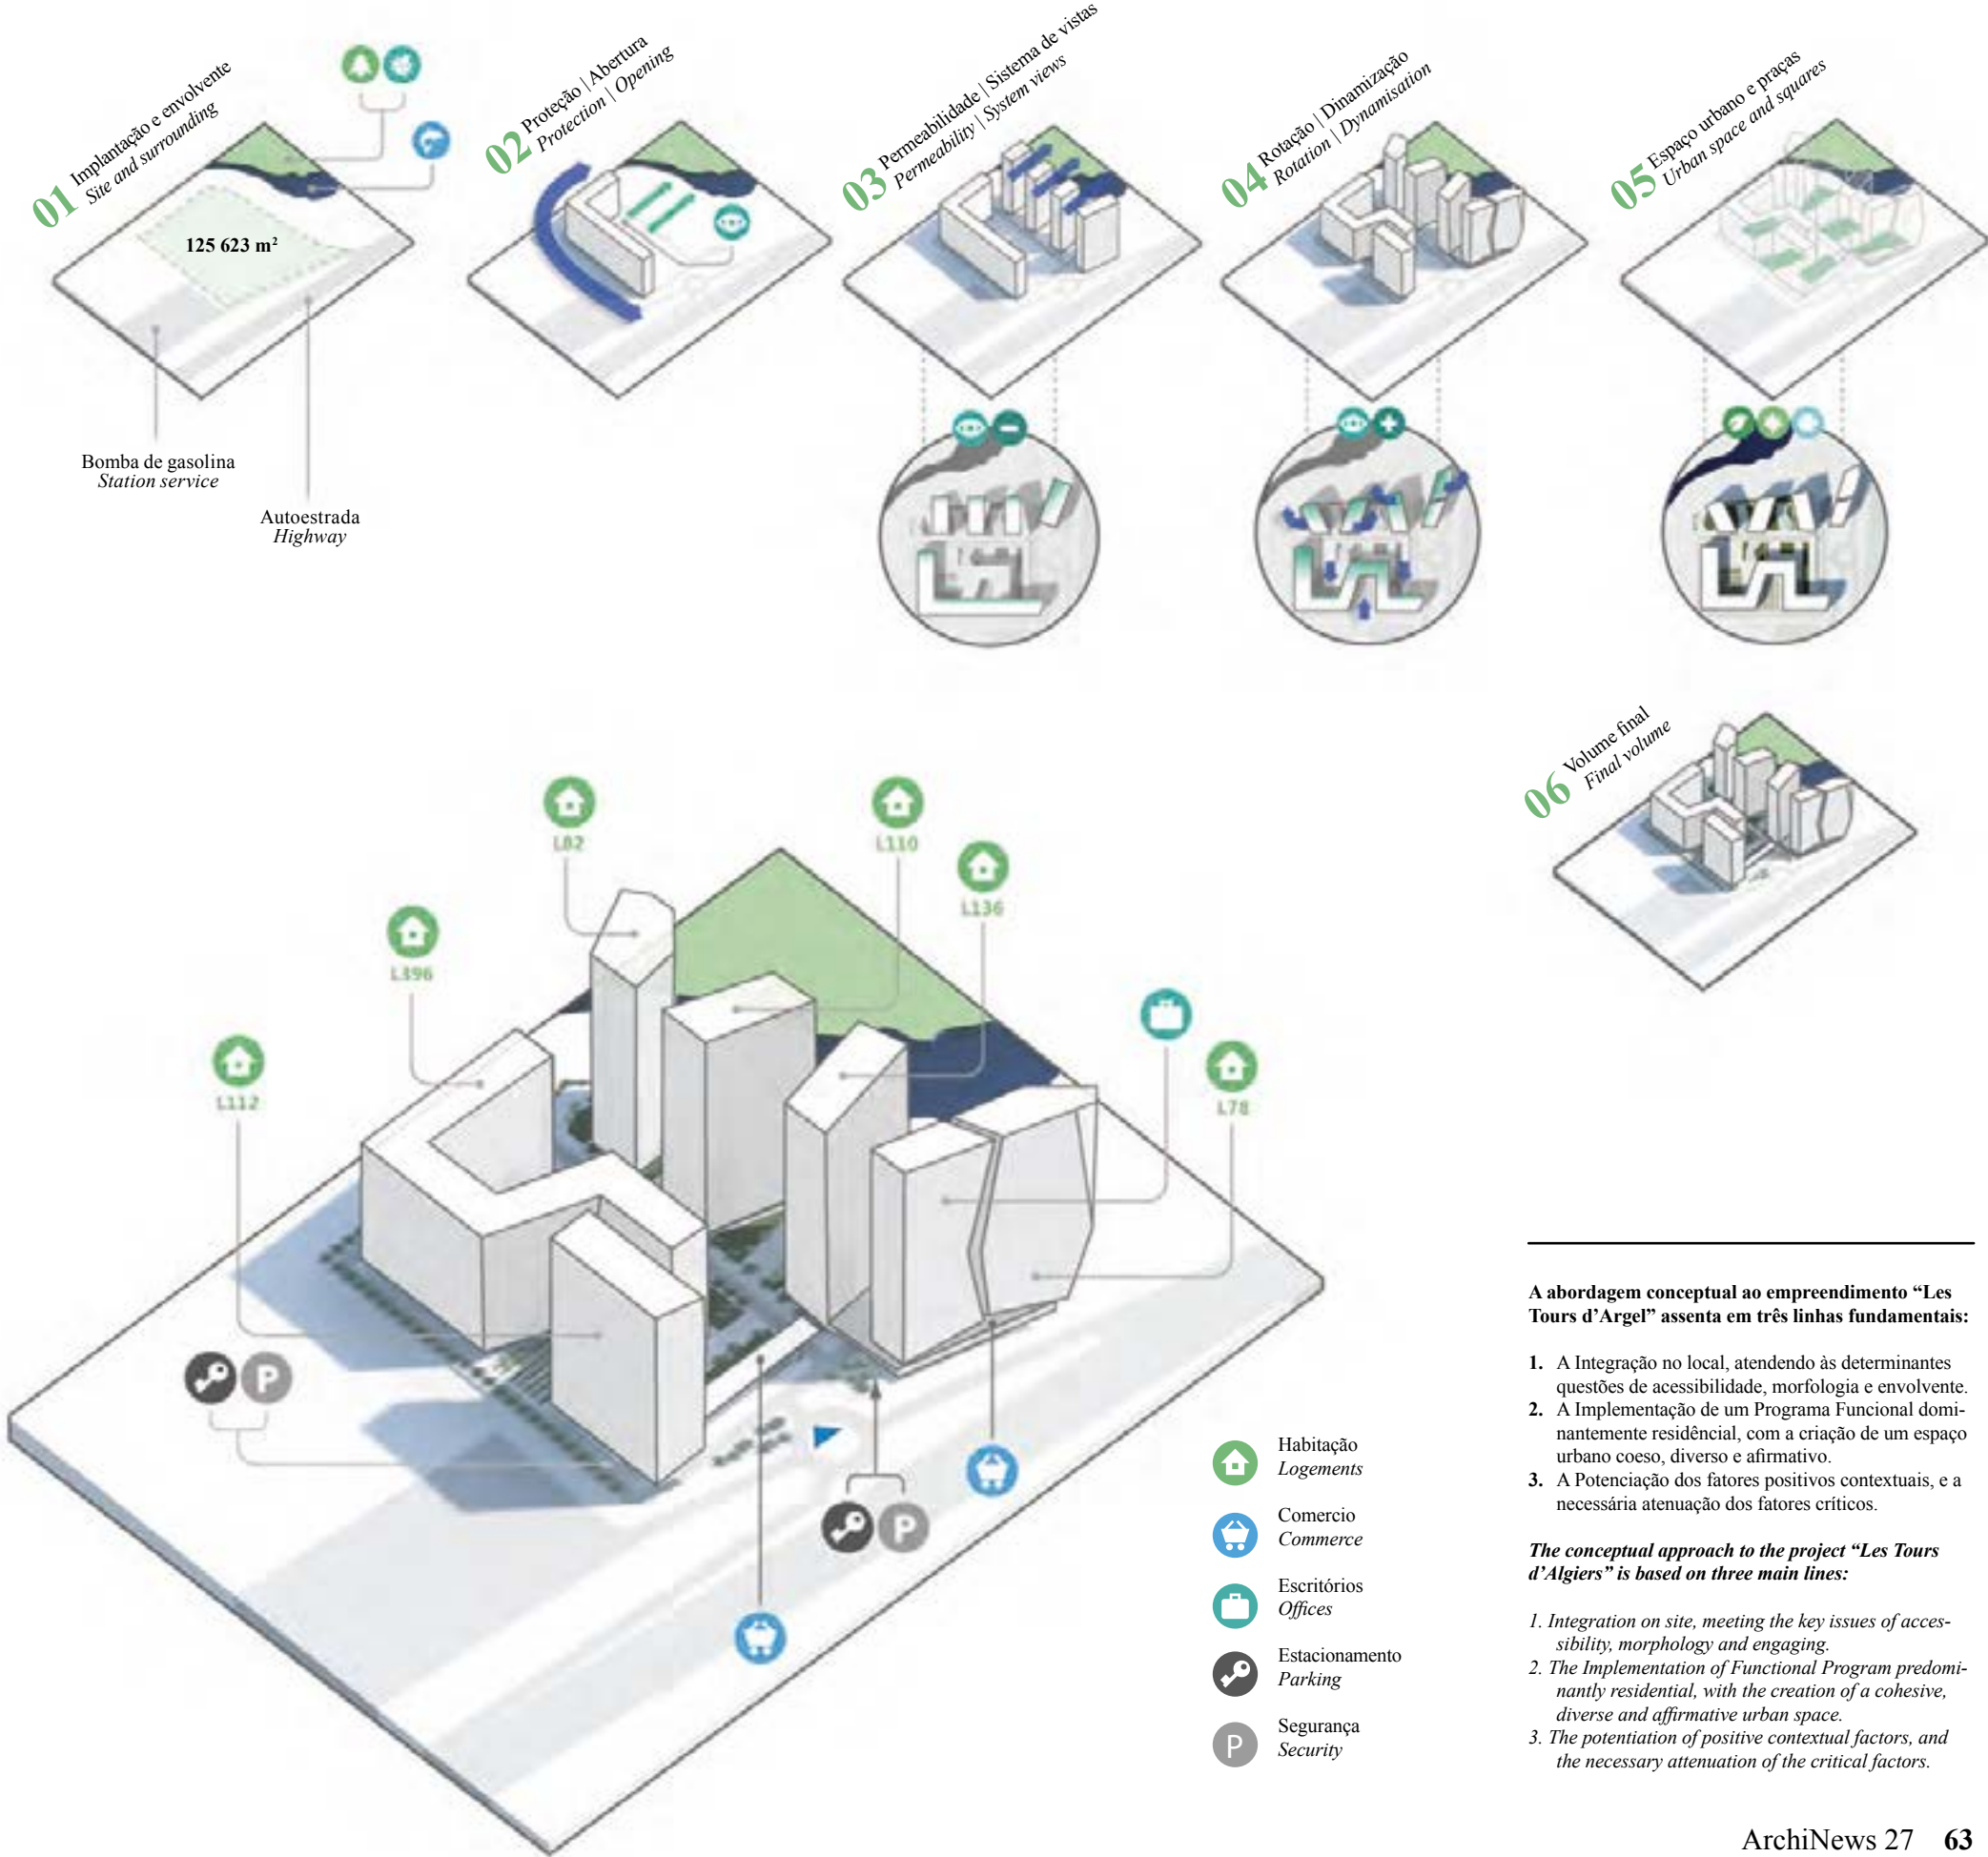 01 Implantação e envolvente
Site and surrounding
125 623 m²
Bomba de gasolina
Station service
Autoestrada
Highway
02 Proteção | Abertura
Protection | Opening
03 Permeabilidade | Sistema de vistas
Permeability | System views
04 Rotação | Dinamização
Rotation | Dynamisation
05 Espaço urbano e praças
Urban space and squares
06 Volume final
Final volume
L82
L110
L136
L396
L112
L78
P
P
Habitação
Logements
Comercio
Commerce
Escritórios
Offices
Estacionamento
Parking
P
Segurança
Security
A abordagem conceptual ao empreendimento “Les
Tours d’Argel” assenta em três linhas fundamentais:
1. A Integração no local, atendendo às determinantes
questões de acessibilidade, morfologia e envolvente.
2. A Implementação de um Programa Funcional domi-
nantemente residêncial, com a criação de um espaço
urbano coeso, diverso e afirmativo.
3. A Potenciação dos fatores positivos contextuais, e a
necessária atenuação dos fatores críticos.
The conceptual approach to the project “Les Tours
d’Algiers” is based on three main lines:
1. Integration on site, meeting the key issues of acces-
sibility, morphology and engaging.
2. The Implementation of Functional Program predomi-
nantly residential, with the creation of a cohesive,
diverse and affirmative urban space.
3. The potentiation of positive contextual factors, and
the necessary attenuation of the critical factors.
ArchiNews 27 63